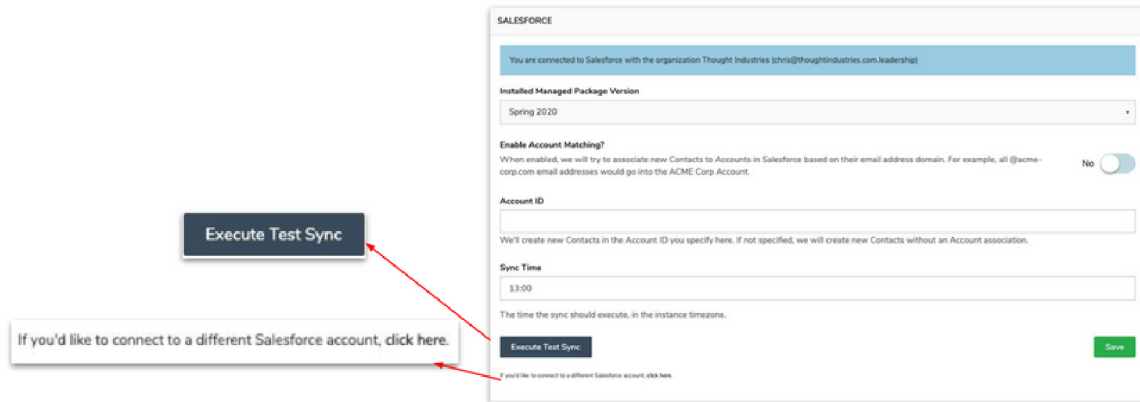 SALESFORCE
You are connected to Salesforce with the organization Thought Industries (chris@thoughtindustries.com.leadership)
Installed Managed Package Version
Spring 2020
Enable Account Matching?
When enabled, we will try to associate new Contacts to Accounts in Salesforce based on their email address domain. For example, all @acme-
corp.com email addresses would go into the ACME Corp Account.
No
Account ID
We'll create new Contacts in the Account ID you specify here. If not specified, we will create new Contacts without an Account association.
Sync Time
13:00
The time the sync should execute, in the instance timezone.
Execute Test Sync
Save
If you'd like to connect to a different Salesforce account, click here.
Execute Test Sync
If you'd like to connect to a different Salesforce account, click here.